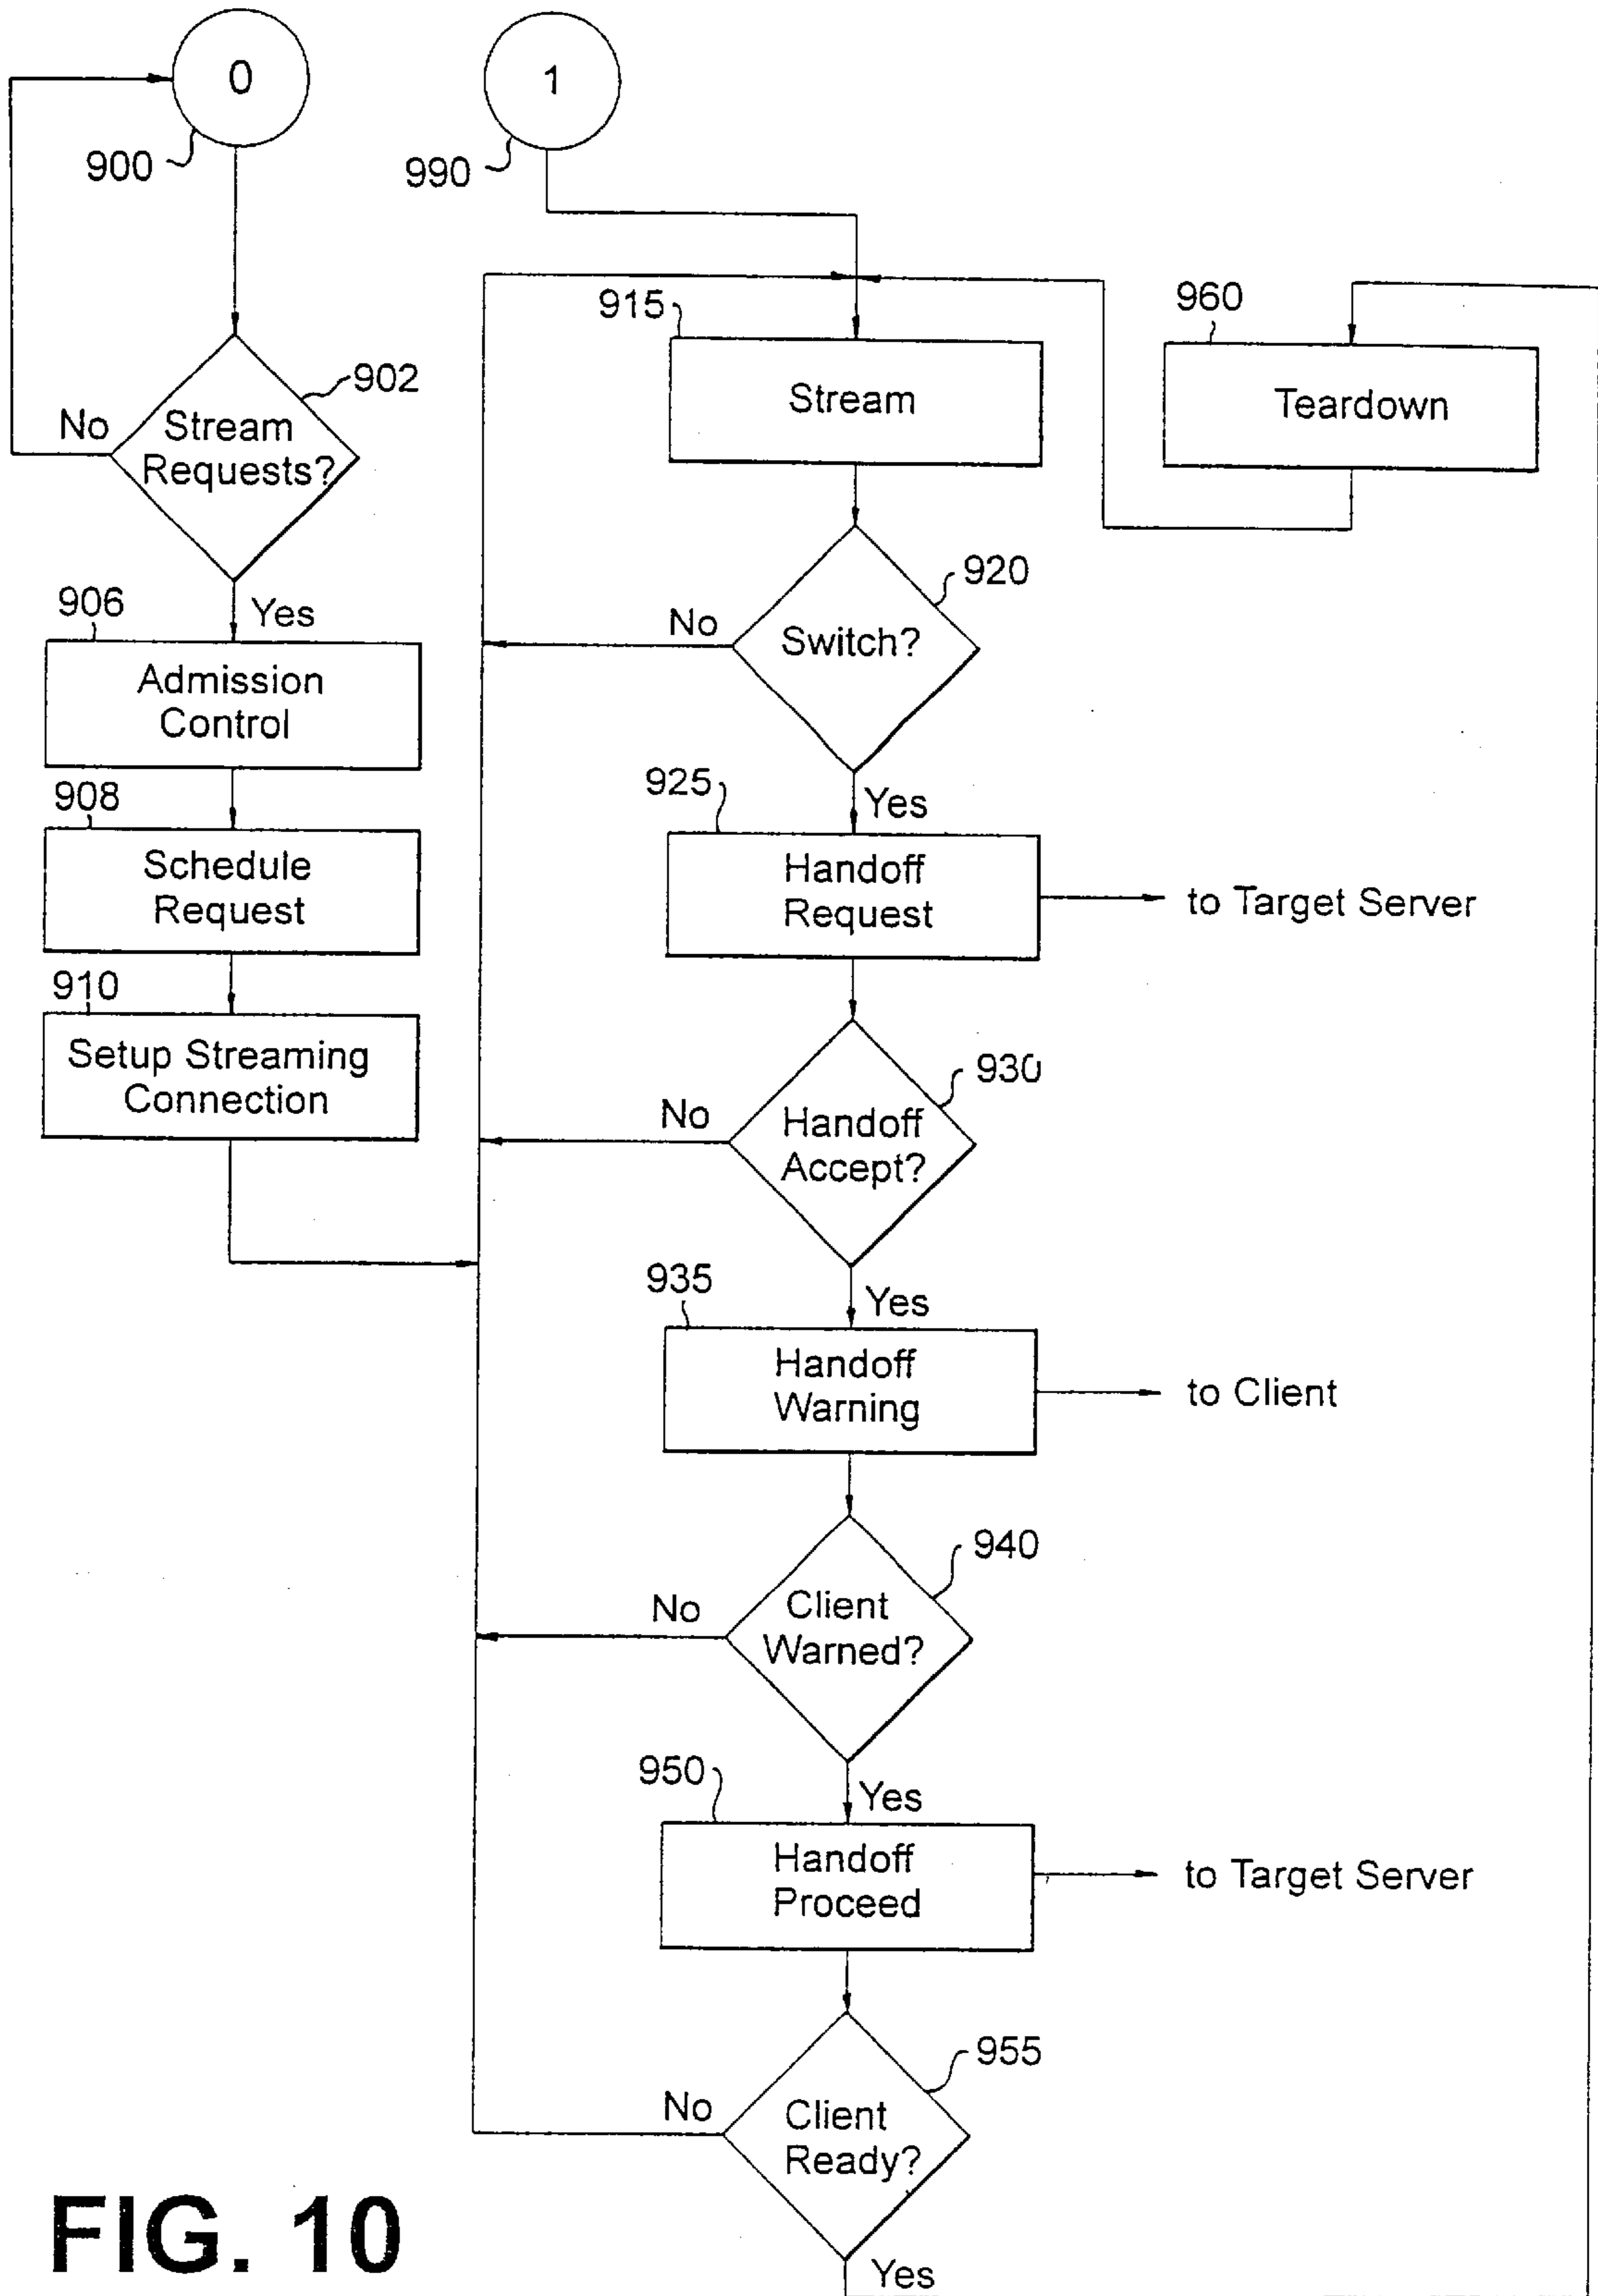 0
900
1
990
902
No
Stream
Requests?
Yes
906
Admission
Control
908
Schedule
Request
910
Setup Streaming
Connection
915
Stream
960
Teardown
920
No
Switch?
Yes
925
Handoff
Request
to Target Server
930
No
Handoff
Accept?
Yes
935
Handoff
Warning
to Client
940
No
Client
Warned?
Yes
950
Handoff
Proceed
to Target Server
955
No
Client
Ready?
Yes
FIG. 10